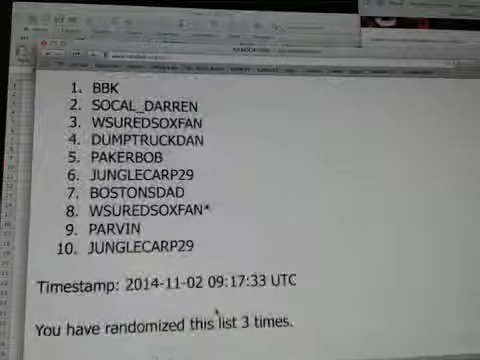 1. BBK
2. SOCAL_DARREN
3. WSUREDSOXFAN
4. DUMPTRUCKDAN
5. PAKERBOB
6. JUNGLECARP29
7. BOSTONSDAD
8. WSUREDSOXFAN*
9. PARVIN
10. JUNGLECARP29
Timestamp: 2014-11-02 09:17:33 UTC
You have randomized this list 3 times.